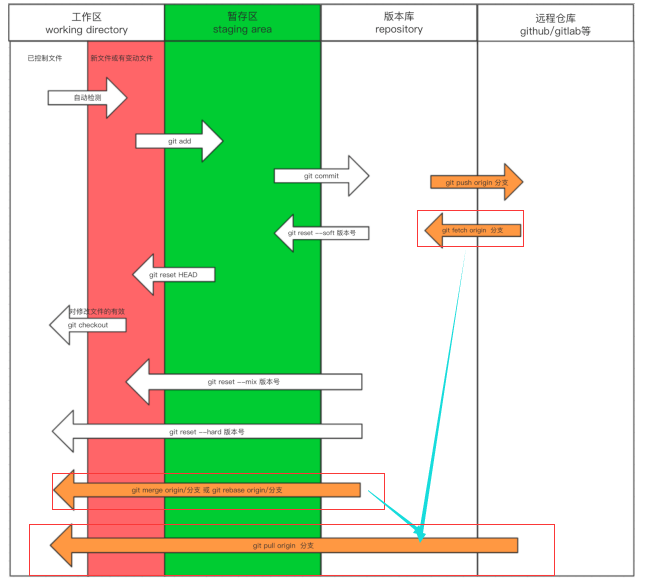 工作区
working directory
暂存区
staging area
版本库
repository
远程仓库
github/gitlab等
已控制文件
新文件或有变动文件
自动检测
git add
git commit
git push origin 分支
git reset --soft 版本号
git fetch origin 分支
git reset HEAD
对修改文件的有效
git checkout
git reset --mix 版本号
git reset --hard 版本号
git merge origin/分支 或 git rebase origin/分支
git pull origin 分支